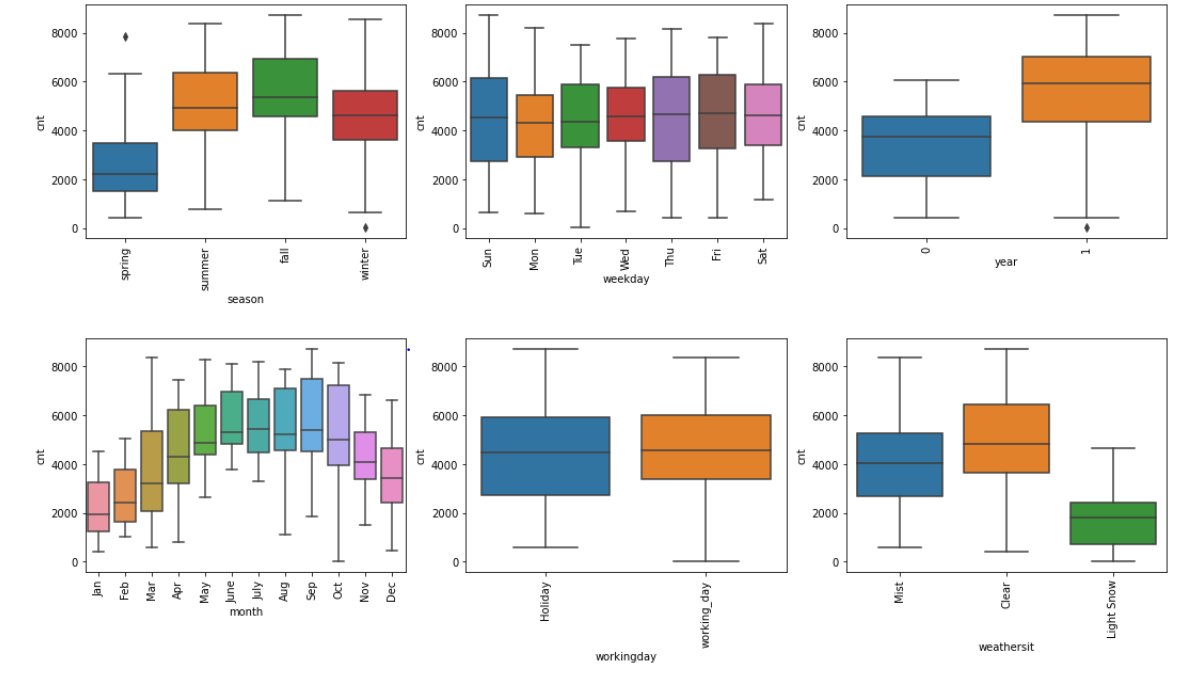 8000
6000
4000
2000
0
cnt
spring
summer
fall
winter
season
8000
6000
4000
2000
0
cnt
Sun
Mon
Tue
Wed
Thu
Fri
Sat
weekday
8000
6000
4000
2000
0
cnt
0
1
year
8000
6000
4000
2000
0
cnt
Jan
Feb
Mar
Apr
May
June
July
Aug
Sep
Oct
Nov
Dec
month
8000
6000
4000
2000
0
cnt
Holiday
working_day
workingday
8000
6000
4000
2000
0
cnt
Mist
Clear
Light Snow
weathersit